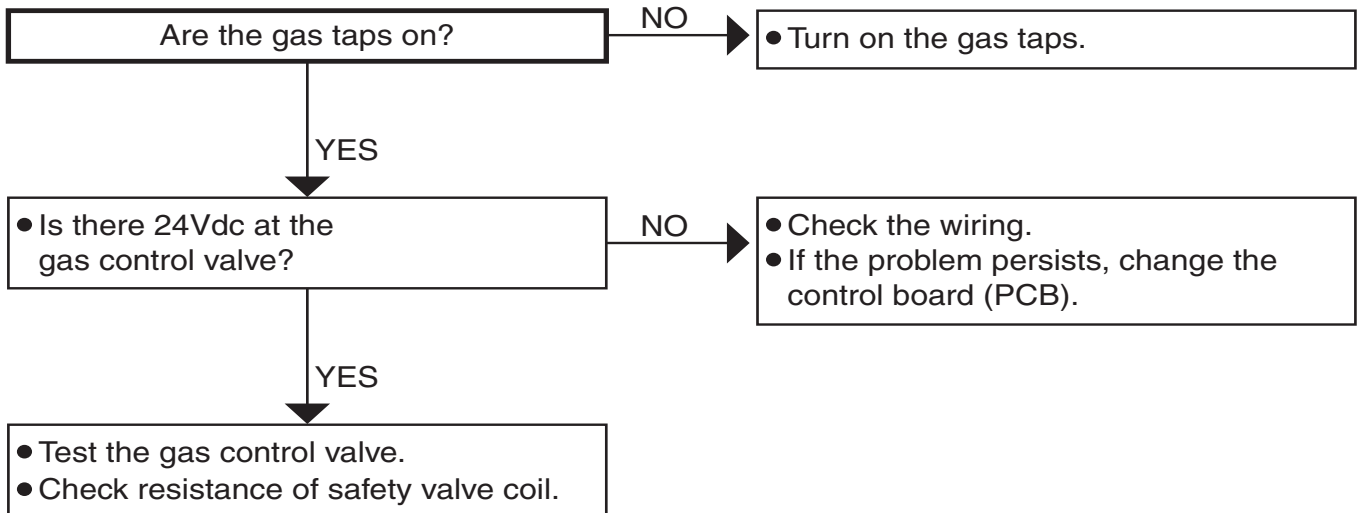 Are the gas taps on?
NO
● Turn on the gas taps.
YES
● Is there 24Vdc at the
gas control valve?
NO
● Check the wiring.
● If the problem persists, change the
control board (PCB).
YES
● Test the gas control valve.
● Check resistance of safety valve coil.